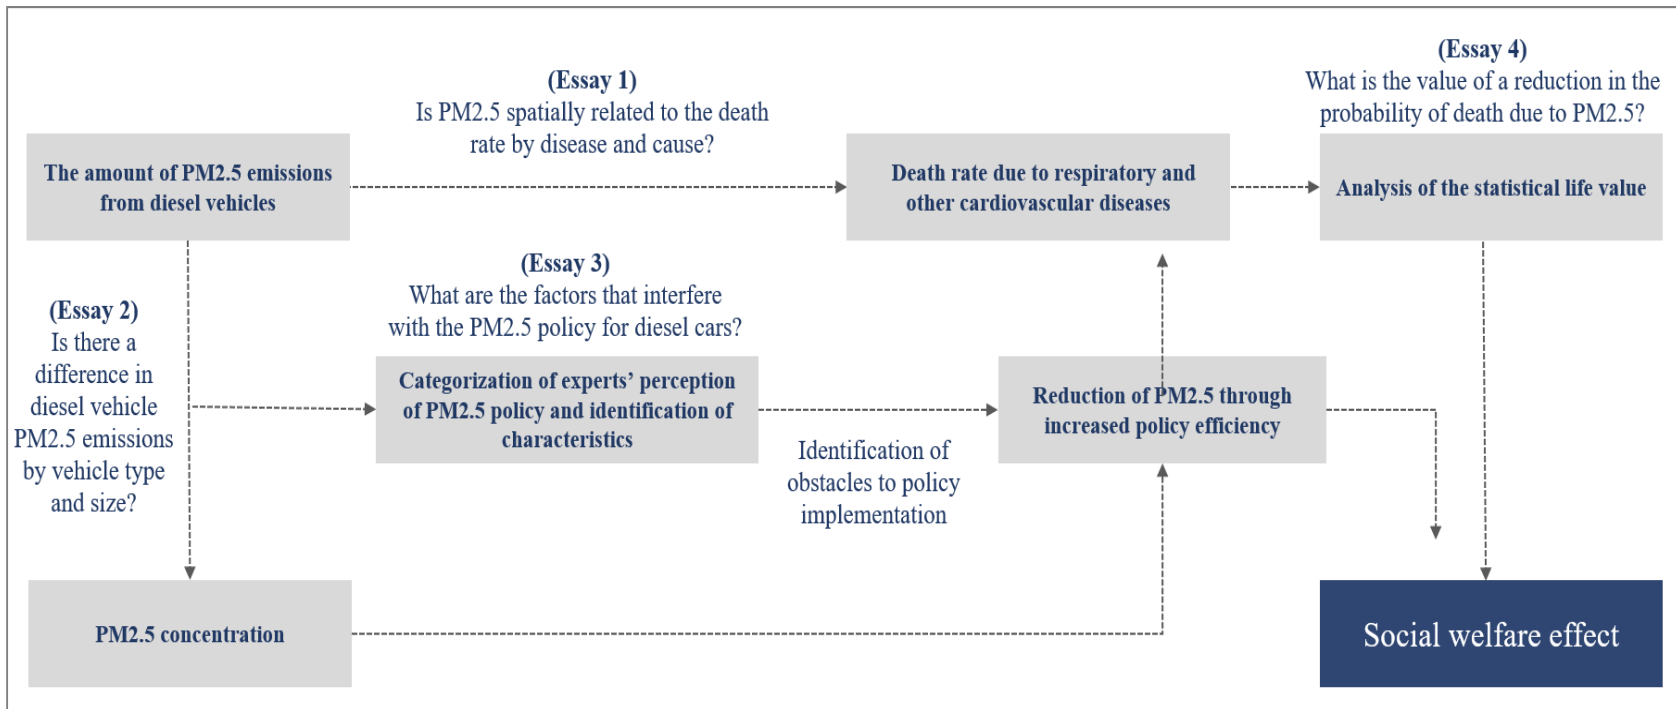 (Essay 1)
Is PM2.5 spatially related to the death
rate by disease and cause?
(Essay 4)
What is the value of a reduction in the
probability of death due to PM2.5?
The amount of PM2.5 emissions
from diesel vehicles
Death rate due to respiratory and
other cardiovascular diseases
Analysis of the statistical life value
(Essay 2)
Is there a
difference in
diesel vehicle
PM2.5 emissions
by vehicle type
and size?
(Essay 3)
What are the factors that interfere
with the PM2.5 policy for diesel cars?
Categorization of experts’ perception
of PM2.5 policy and identification of
characteristics
Identification of
obstacles to policy
implementation
Reduction of PM2.5 through
increased policy efficiency
PM2.5 concentration
Social welfare effect